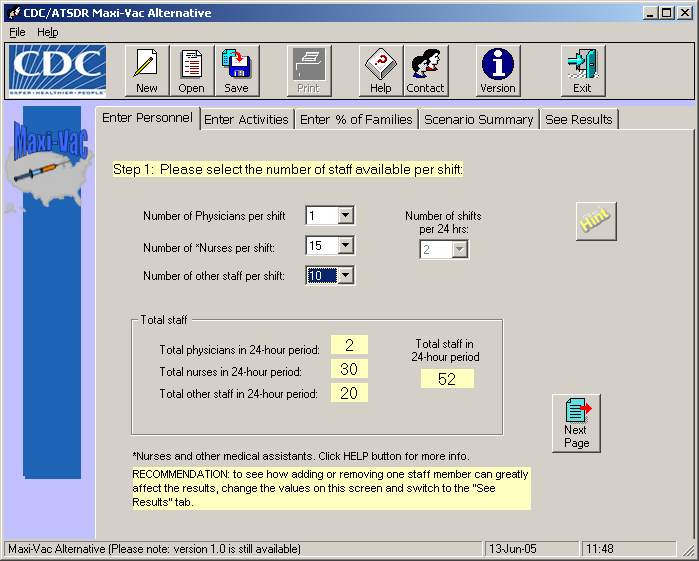 CDC/ATSDR Maxi-Vac Alternative
File Help
CDC
SAFER·HEALTHIER·PEOPLE
New Open Save Print Help Contact Version Exit
Maxi-Vac
Enter Personnel Enter Activities Enter % of Families Scenario Summary See Results
Step 1: Please select the number of staff available per shift:
Number of Physicians per shift 1
Number of *Nurses per shift: 15
Number of other staff per shift: 10
Number of shifts
per 24 hrs:
2
Hint
Total staff
Total physicians in 24-hour period: 2
Total nurses in 24-hour period: 30
Total other staff in 24-hour period: 20
Total staff in
24-hour period
52
Next
Page
*Nurses and other medical assistants. Click HELP button for more info.
RECOMMENDATION: to see how adding or removing one staff member can greatly
affect the results, change the values on this screen and switch to the "See
Results" tab.
Maxi-Vac Alternative (Please note: version 1.0 is still available) 13-Jun-05 11:48